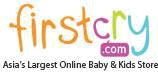 firstcry
.com
Asia's Largest Online Baby & Kids Store